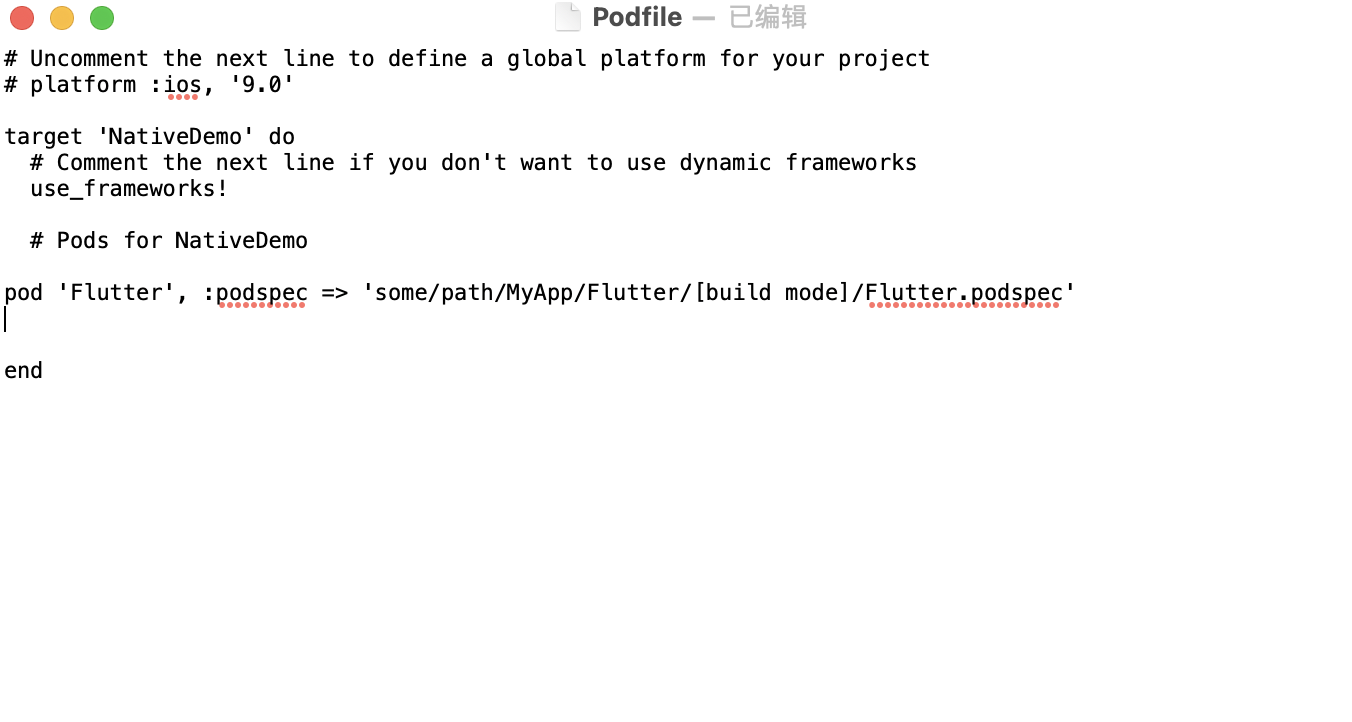 Podfile — 已编辑
# Uncomment the next line to define a global platform for your project
# platform :ios, '9.0'
target 'NativeDemo' do
# Comment the next line if you don't want to use dynamic frameworks
use_frameworks!
# Pods for NativeDemo
pod 'Flutter', :podspec => 'some/path/MyApp/Flutter/[build mode]/Flutter.podspec'
end